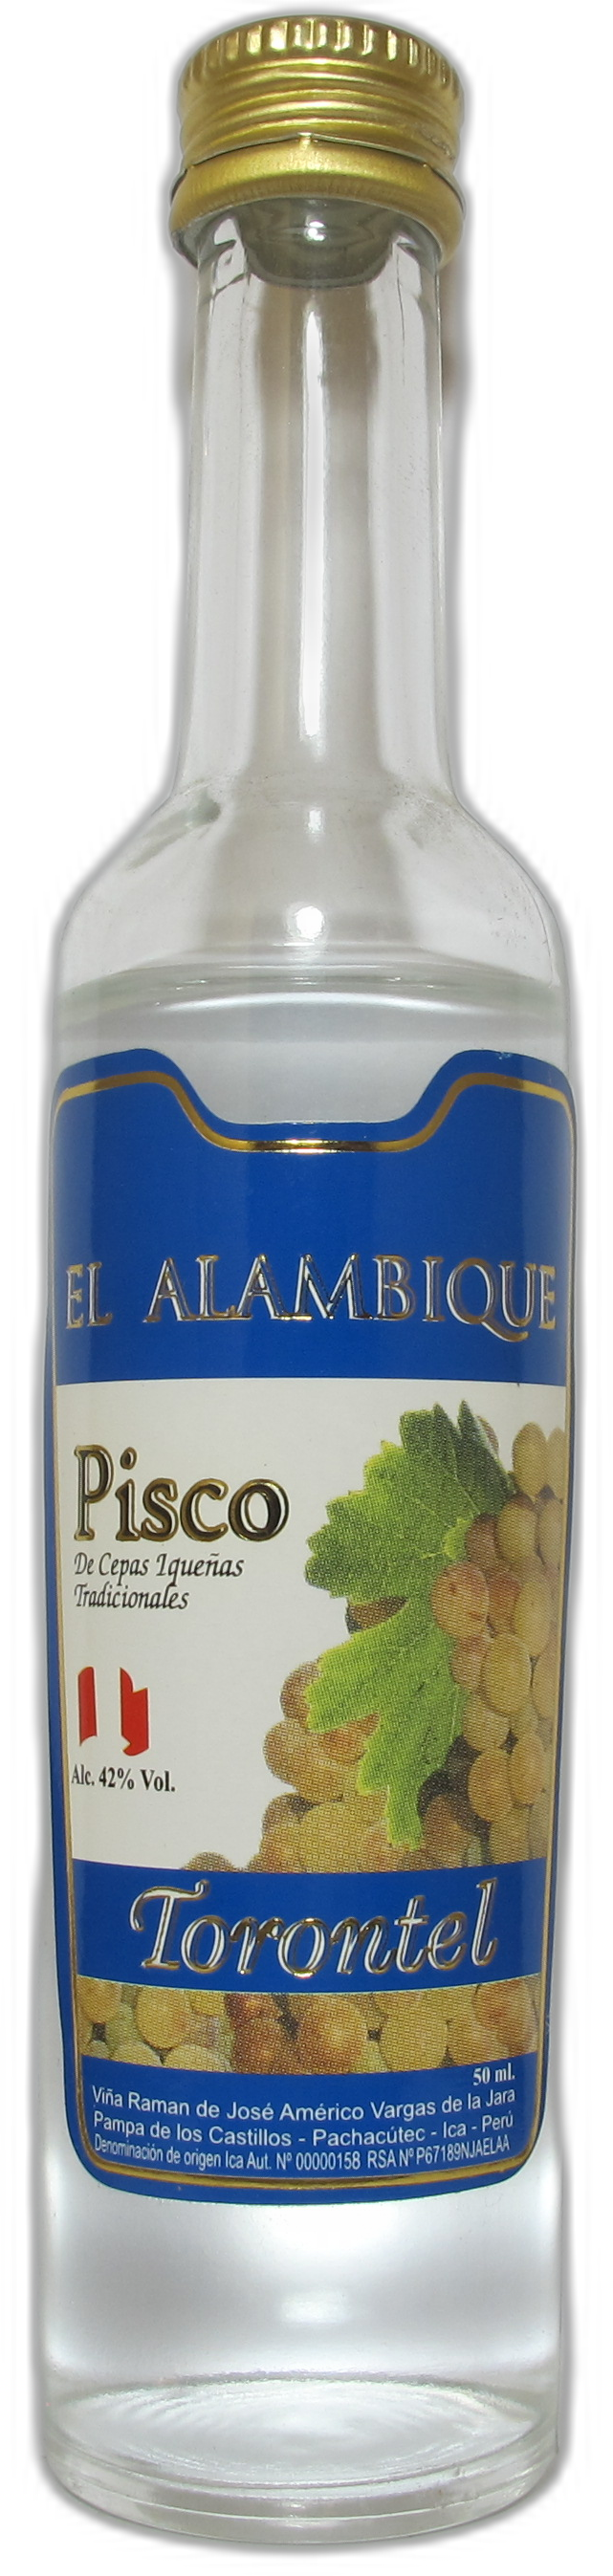 EL ALAMBIQUE
Pisco
De Cepas Iqueñas
Tradicionales
Alc. 42% Vol.
Torontel
50 ml.
Viña Raman de José Américo Vargas de la Jara
Pampa de los Castillos - Pachacútec - Ica - Perú
Denominación de origen Ica Aut. Nº 00000158 RSA Nº P67189NJAELAA